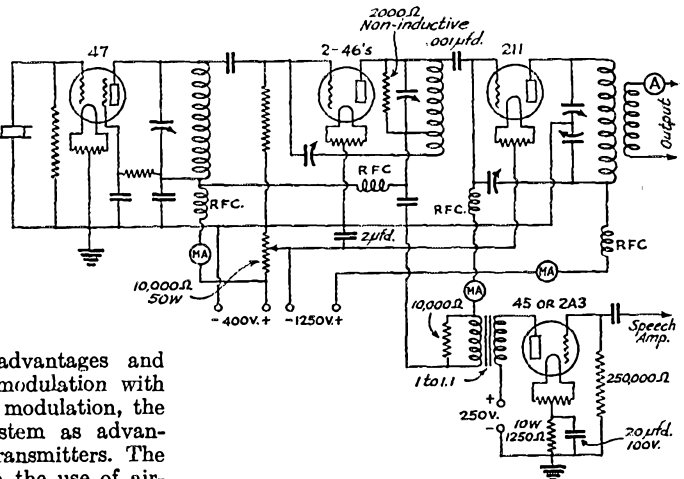 2000Ω
Non-inductive
47
2-46's
.001µfd.
211
A
Output
RFC
RFC.
RFC.
RFC
2µfd.
MA
MA
MA
10,000Ω
50W
-400V.+
-1250V.+
10,000Ω
45 OR 2A3
Speech
Amp.
1 to 1.1
+
250V.
-
10W
1250Ω
250,000Ω
20µfd.
100V.
advantages and
modulation with
modulation, the
stem as advan-
ransmitters. The
the use of air-